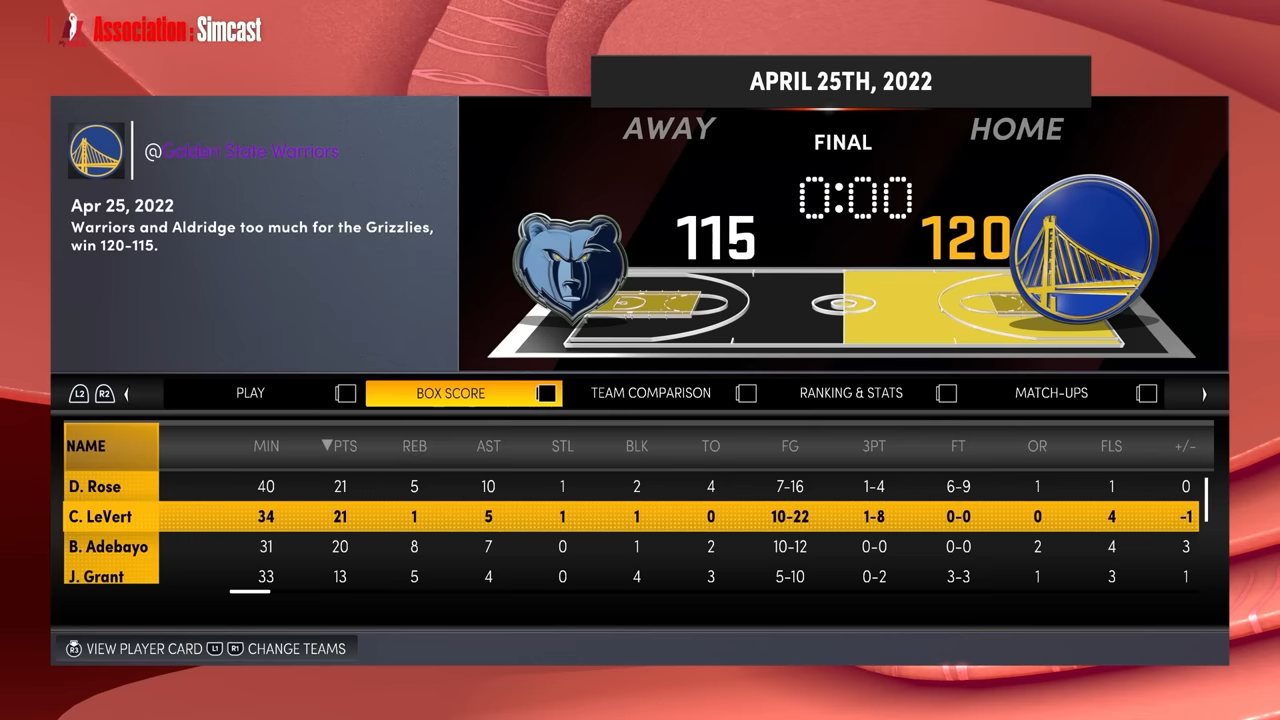 Association: Simcast
APRIL 25TH, 2022
@Golden State Warriors
Apr 25, 2022
Warriors and Aldridge too much for the Grizzlies,
win 120-115.
AWAY
HOME
FINAL
0:00
115
120
L2 R2 PLAY BOX SCORE TEAM COMPARISON RANKING & STATS MATCH-UPS
NAME MIN ▼PTS REB AST STL BLK TO FG 3PT FT OR FLS +/-
D. Rose 40 21 5 10 1 2 4 7-16 1-4 6-9 1 1 0
C. LeVert 34 21 1 5 1 1 0 10-22 1-8 0-0 0 4 -1
B. Adebayo 31 20 8 7 0 1 2 10-12 0-0 0-0 2 4 3
J. Grant 33 13 5 4 0 4 3 5-10 0-2 3-3 1 3 1
R3 VIEW PLAYER CARD L1 R1 CHANGE TEAMS